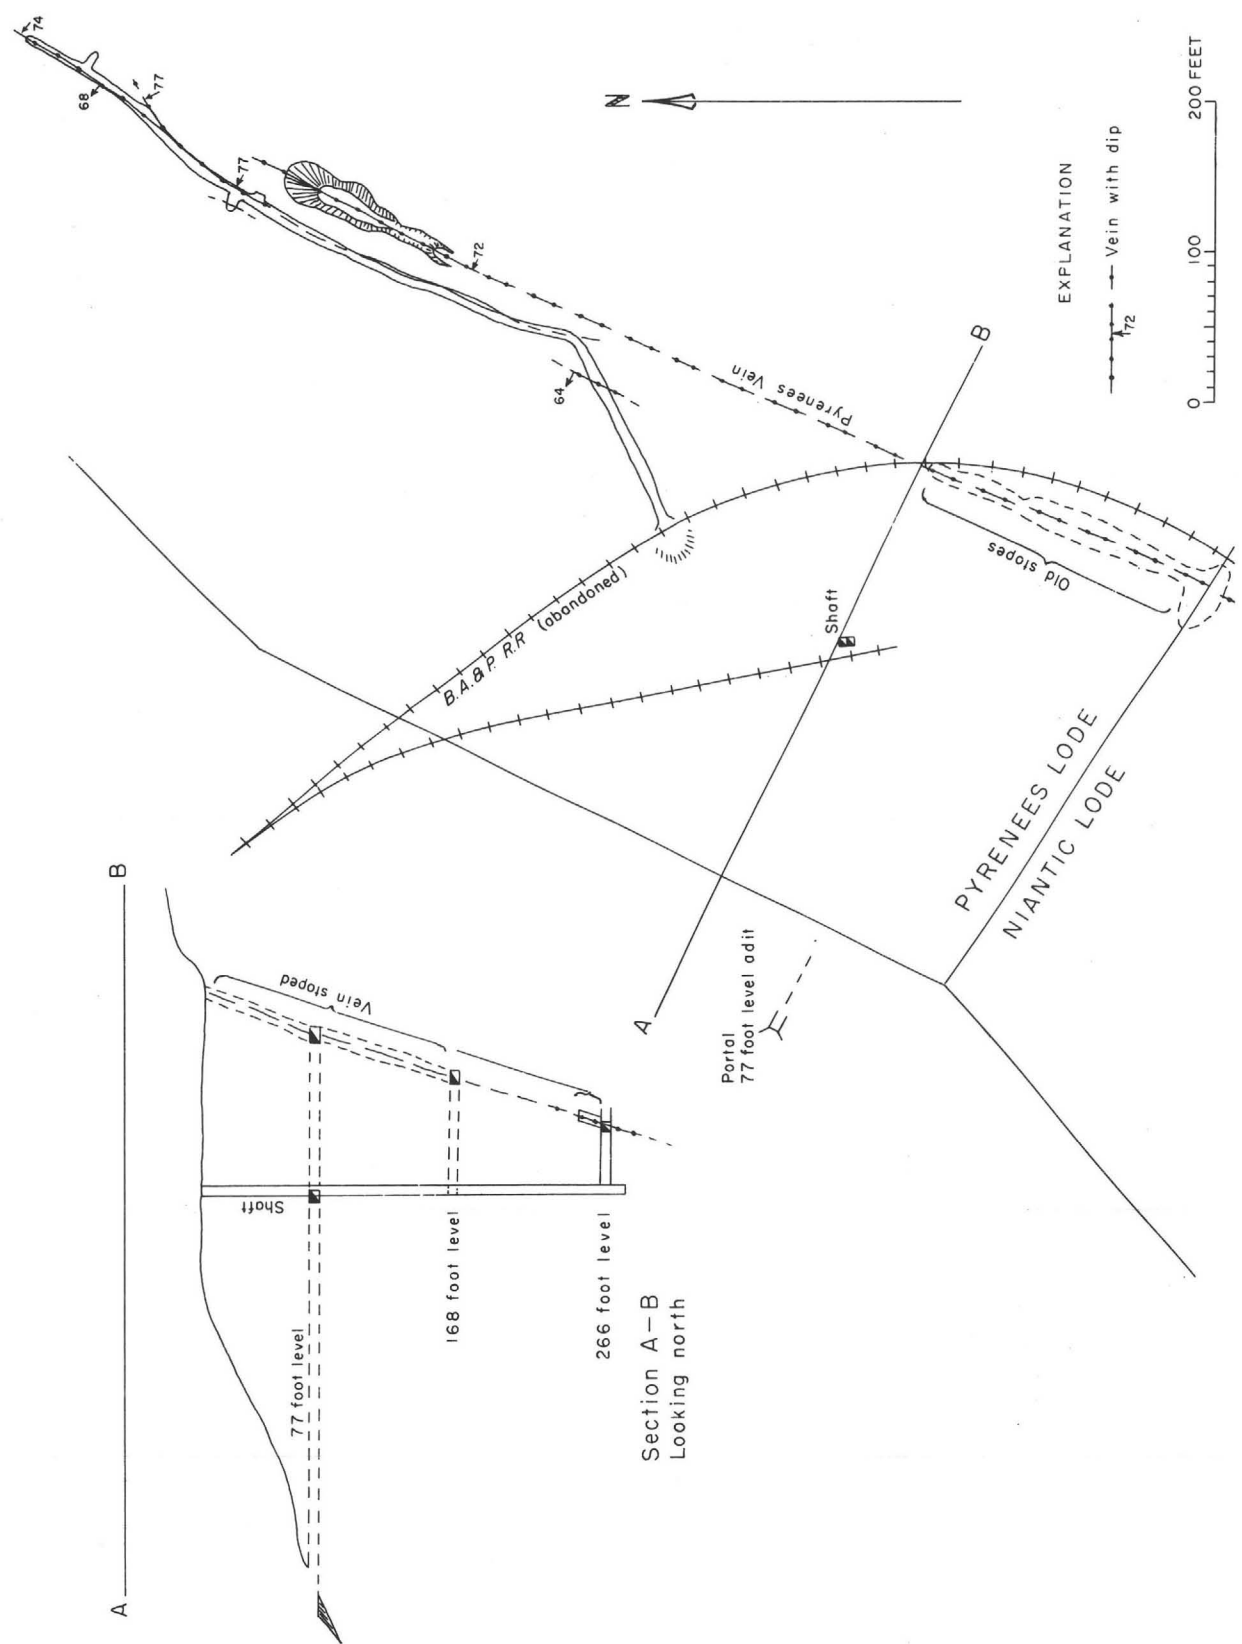 74
68
77
77
72
64
N
200 FEET
100
0
EXPLANATION
Vein with dip
72
Pyrenees Vein
B
Old stopes
Shaft
B.A.&P. R.R (abandoned)
PYRENEES LODE
NIANTIC LODE
A
Portal
77 foot level adit
B
Vein stoped
Shaft
77 foot level
168 foot level
266 foot level
A
Section A-B
Looking north